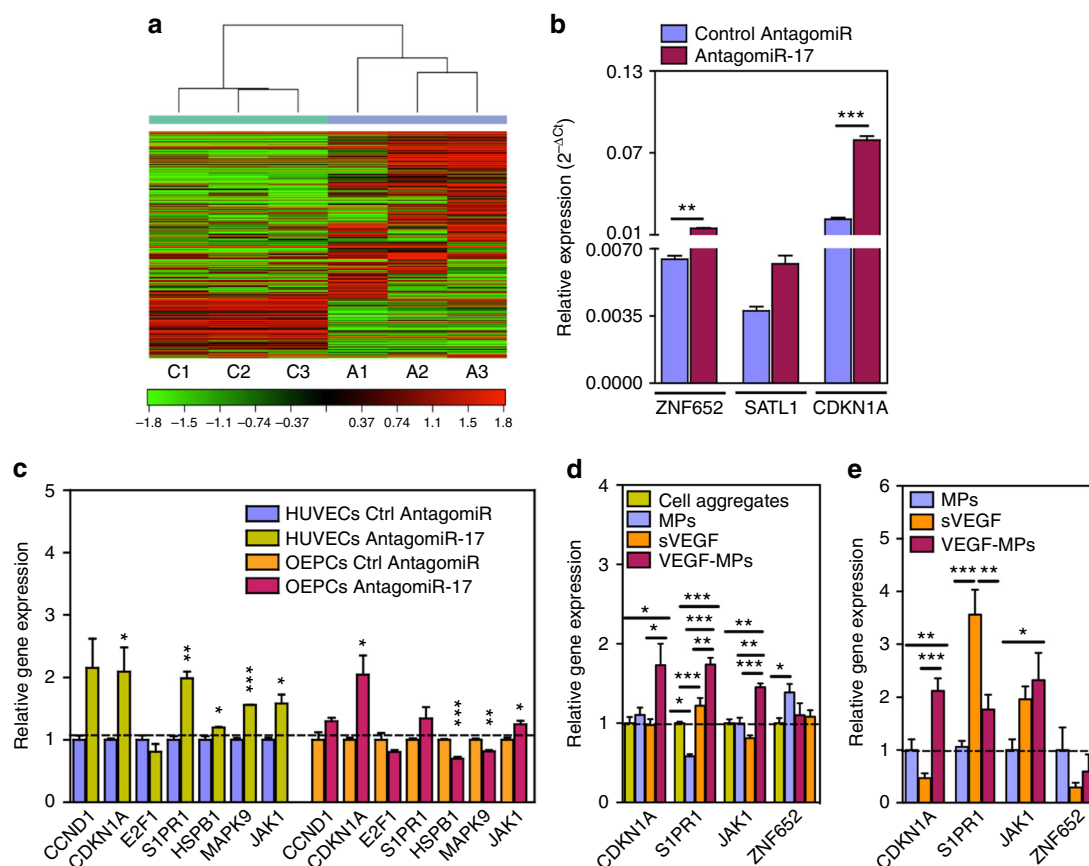 a
C1 C2 C3 A1 A2 A3
−1.8 −1.5 −1.1 −0.74 −0.37 0.37 0.74 1.1 1.5 1.8
b
Control AntagomiR
AntagomiR-17
Relative expression (2−ΔCt)
0.13
0.07
0.01
0.0070
0.0035
0.0000
** *** 
ZNF652 SATL1 CDKN1A
c
Relative gene expression
5
4
3
2
1
0
HUVECs Ctrl AntagomiR
HUVECs AntagomiR-17
OEPCs Ctrl AntagomiR
OEPCs AntagomiR-17
* ** * *** * * *** ** *
CCND1 CDKN1A E2F1 S1PR1 HSPB1 MAPK9 JAK1 CCND1 CDKN1A E2F1 S1PR1 HSPB1 MAPK9 JAK1
d
Relative gene expression
4
3
2
1
0
Cell aggregates
MPs
sVEGF
VEGF-MPs
* *** **
* *** ** *
*** ** ***
*
CDKN1A S1PR1 JAK1 ZNF652
e
Relative gene expression
6
5
4
3
2
1
0
MPs
sVEGF
VEGF-MPs
*** **
** *
***
CDKN1A S1PR1 JAK1 ZNF652